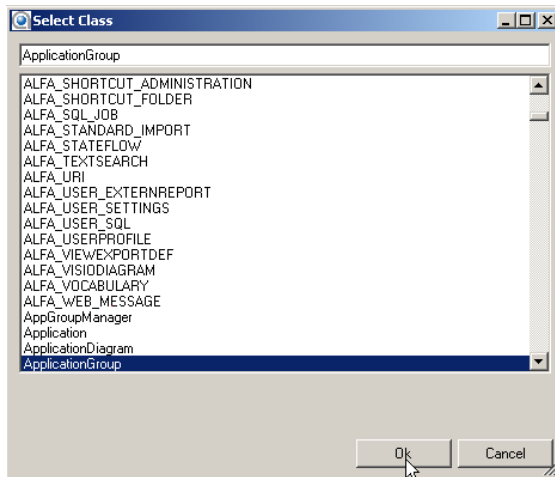 Select Class
ApplicationGroup
ALFA_SHORTCUT_ADMINISTRATION
ALFA_SHORTCUT_FOLDER
ALFA_SQL_JOB
ALFA_STANDARD_IMPORT
ALFA_STATEFLOW
ALFA_TEXTSEARCH
ALFA_URI
ALFA_USER_EXTERNREPORT
ALFA_USER_SETTINGS
ALFA_USER_SQL
ALFA_USERPROFILE
ALFA_VIEWEXPORTDEF
ALFA_VISIODIAGRAM
ALFA_VOCABULARY
ALFA_WEB_MESSAGE
AppGroupManager
Application
ApplicationDiagram
ApplicationGroup
Ok Cancel